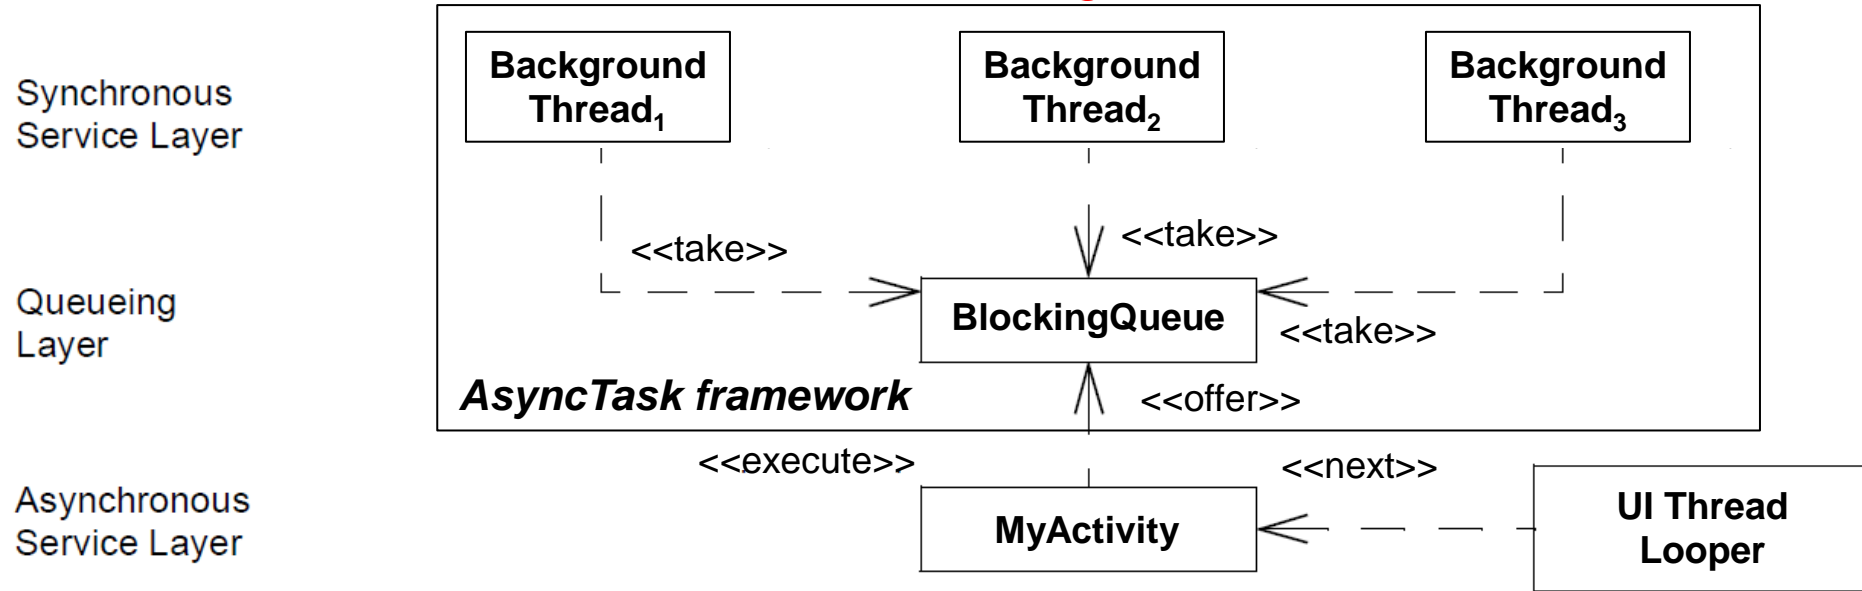 Background
Thread1
Background
Thread2
Background
Thread3
Synchronous
Service Layer
<<take>>
<<take>>
Queueing
Layer
BlockingQueue
<<take>>
AsyncTask framework
<<offer>>
<<execute>>
<<next>>
Asynchronous
Service Layer
MyActivity
UI Thread
Looper